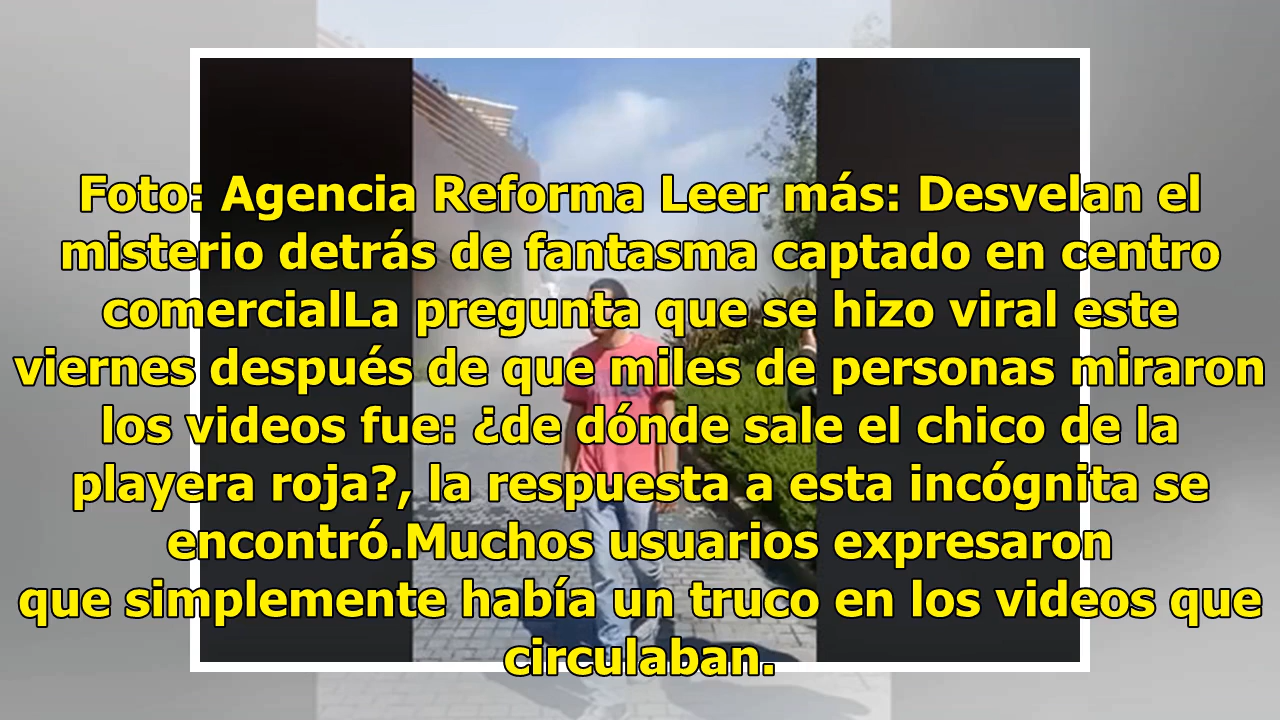 Foto: Agencia Reforma Leer más: Desvelan el
misterio detrás de fantasma captado en centro
comercialLa pregunta que se hizo viral este
viernes después de que miles de personas miraron
los videos fue: ¿de dónde sale el chico de la
playera roja?, la respuesta a esta incógnita se
encontró.Muchos usuarios expresaron
que simplemente había un truco en los videos que
circulaban.